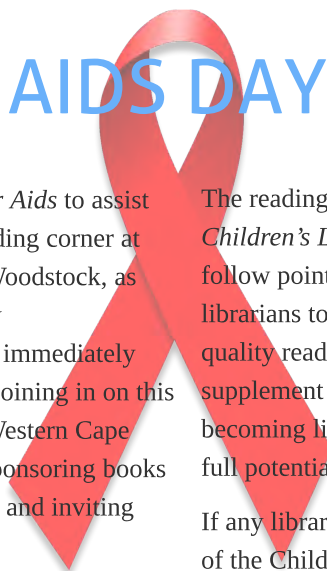 AIDS DAY
Aids to assist
ding corner at
Woodstock, as
immediately
oining in on this
Western Cape
ponsoring books
and inviting
The reading
Children's
follow point
librarians to
quality read
supplement
becoming li
full potentia
If any librar
of the Child